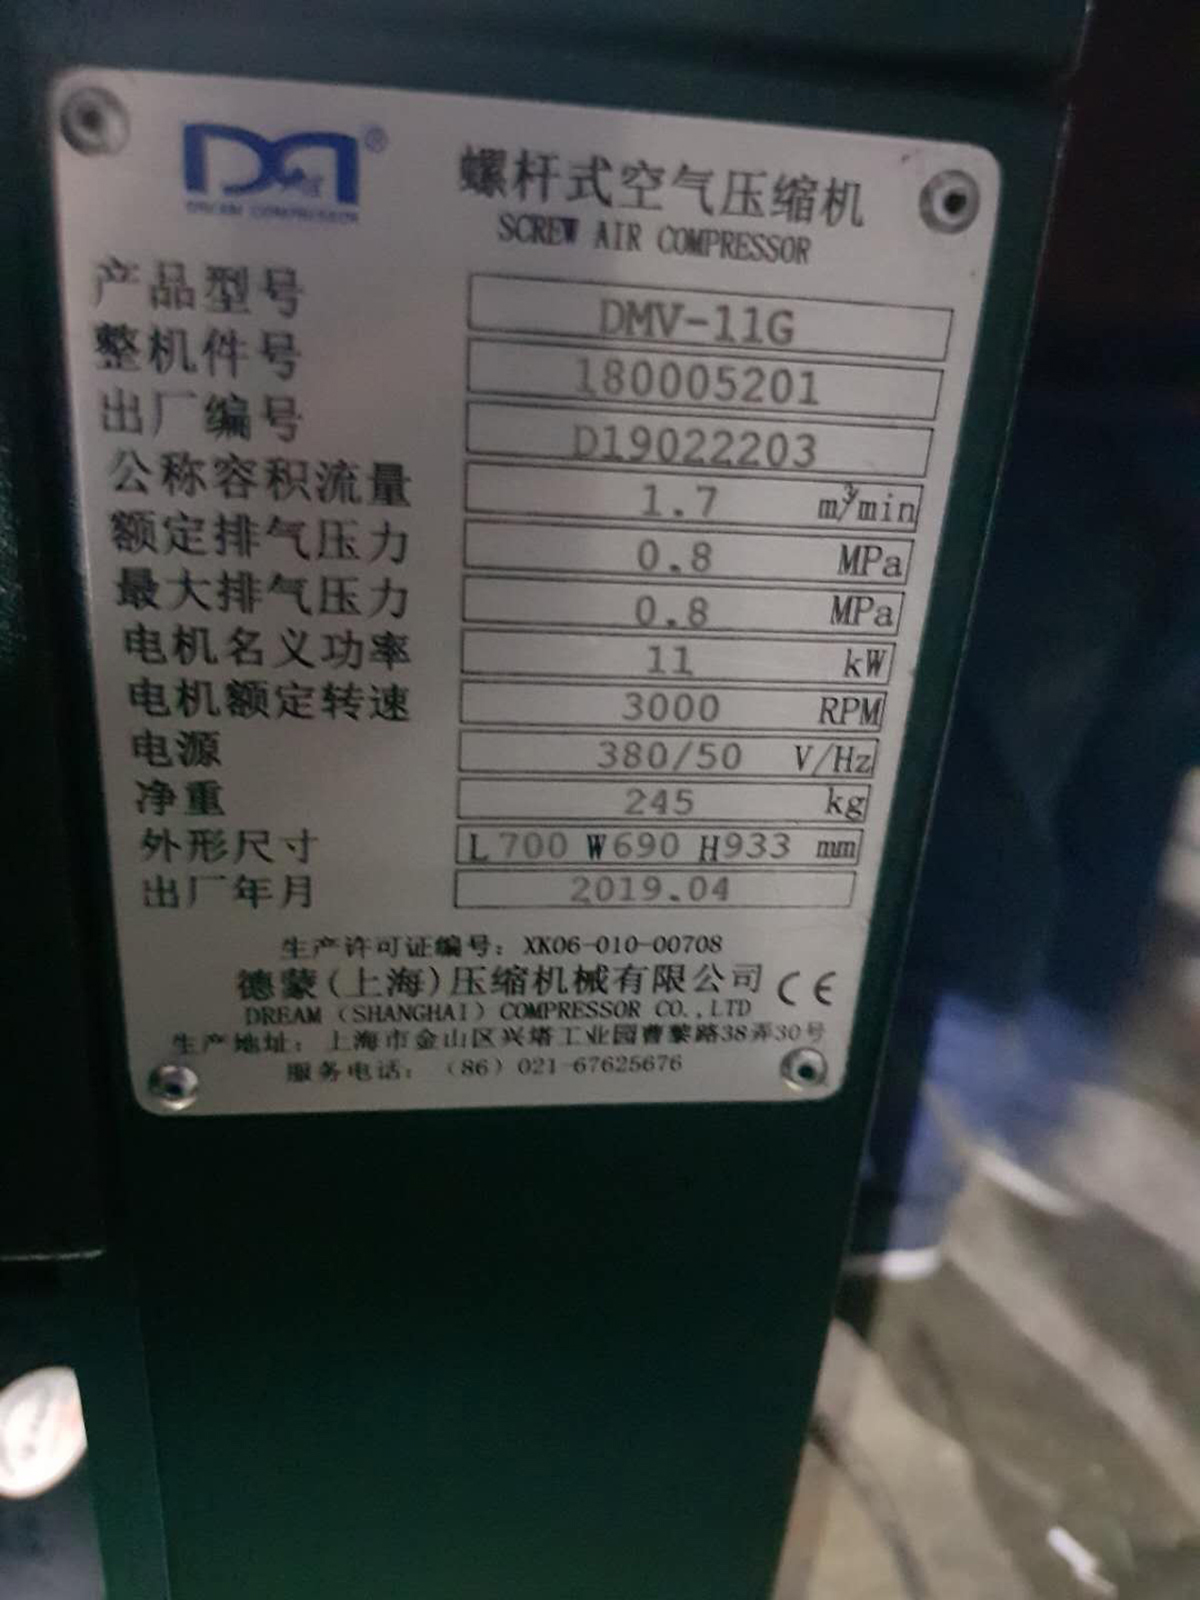 DREAM COMPRESSOR
®
螺杆式空气压缩机
SCREW AIR COMPRESSOR
产品型号 DMV-11G
整机件号 180005201
出厂编号 D19022203
公称容积流量 1.7 m³/min
额定排气压力 0.8 MPa
最大排气压力 0.8 MPa
电机名义功率 11 kW
电机额定转速 3000 RPM
电源 380/50 V/Hz
净重 245 kg
外形尺寸 L 700 W690 H933 mm
出厂年月 2019.04
生产许可证编号：XK06-010-00708
德蒙(上海)压缩机械有限公司 CE
DREAM (SHANGHAI) COMPRESSOR CO.,LTD
生产地址：上海市金山区兴塔工业园曹黎路38弄30号
服务电话：(86) 021-67625676